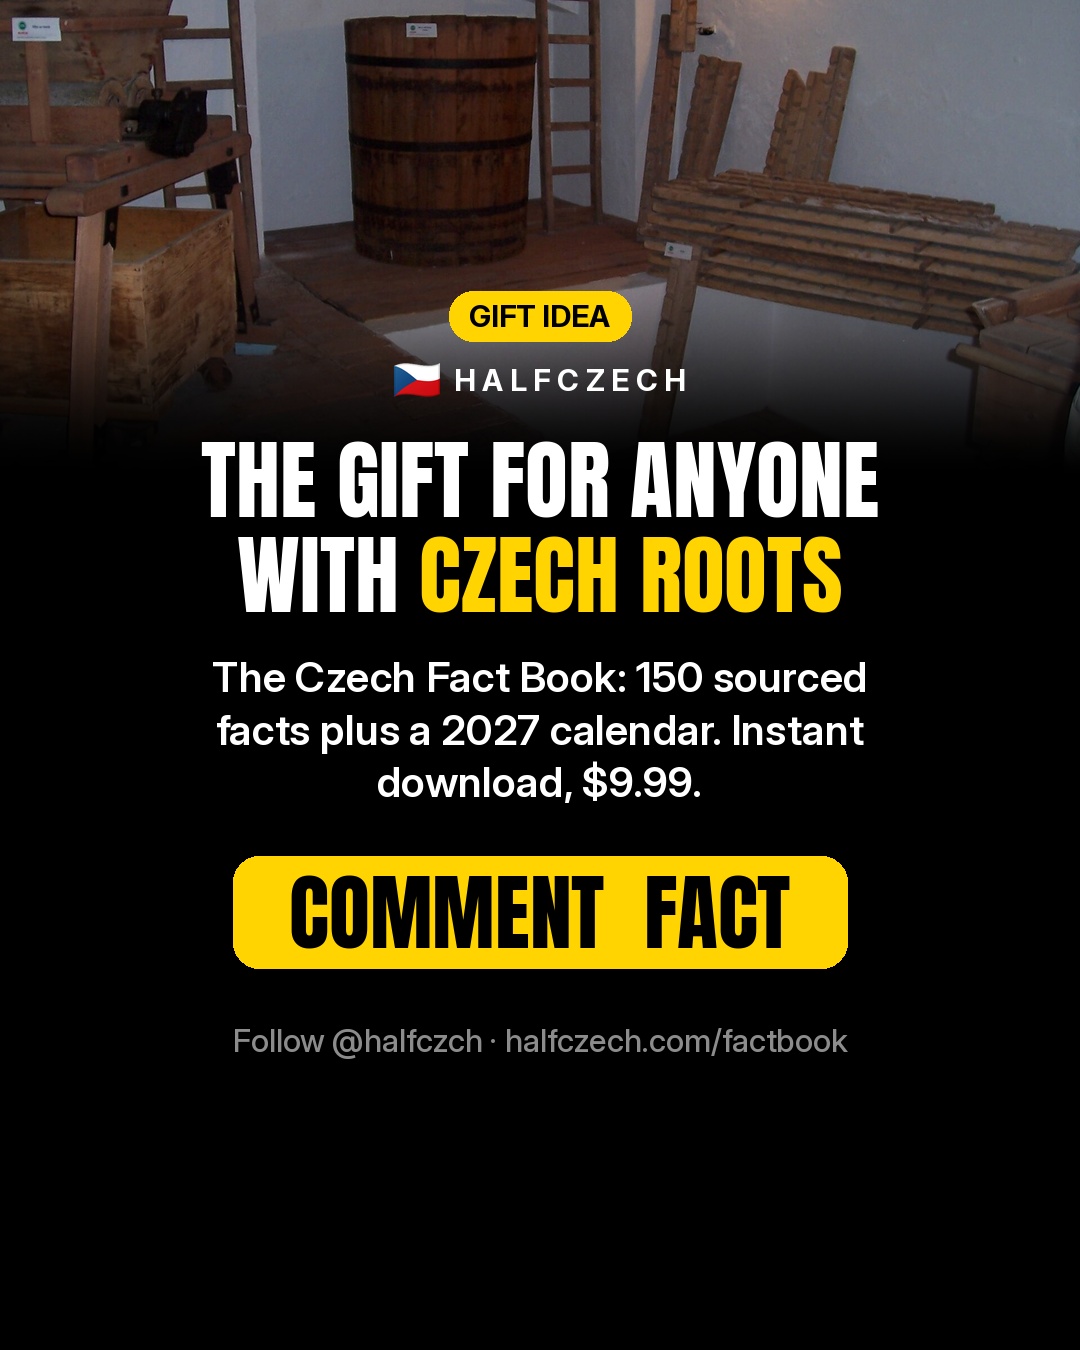 GIFT IDEA
HALFCZECH
THE GIFT FOR ANYONE
WITH CZECH ROOTS
The Czech Fact Book: 150 sourced
facts plus a 2027 calendar. Instant
download, $9.99.
COMMENT FACT
Follow @halfczch · halfczech.com/factbook